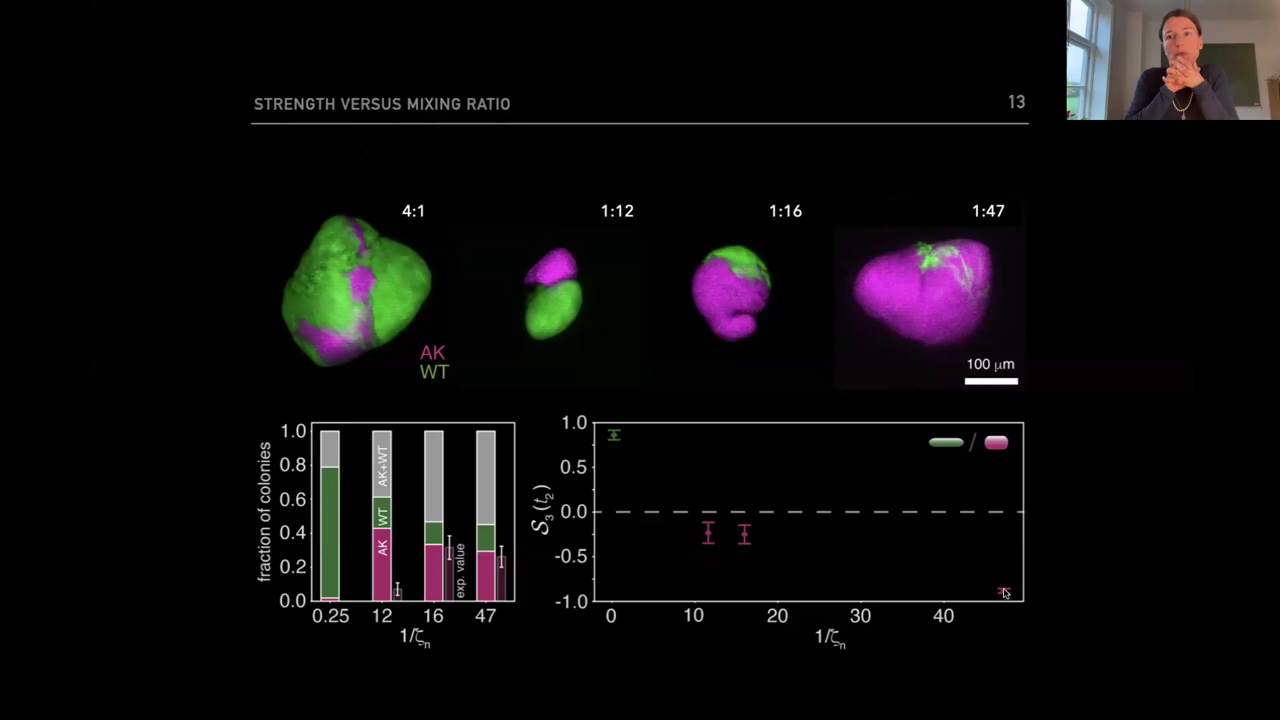 STRENGTH VERSUS MIXING RATIO
13
4:1
1:12
1:16
1:47
AK
WT
100 μm
fraction of colonies
1.0
0.8
0.6
0.4
0.2
0.0
AK+WT
WT
AK
exp. value
0.25
12
16
47
1/ζn
S3(t2)
1.0
0.5
0.0
-0.5
-1.0
/
0
10
20
30
40
1/ζn